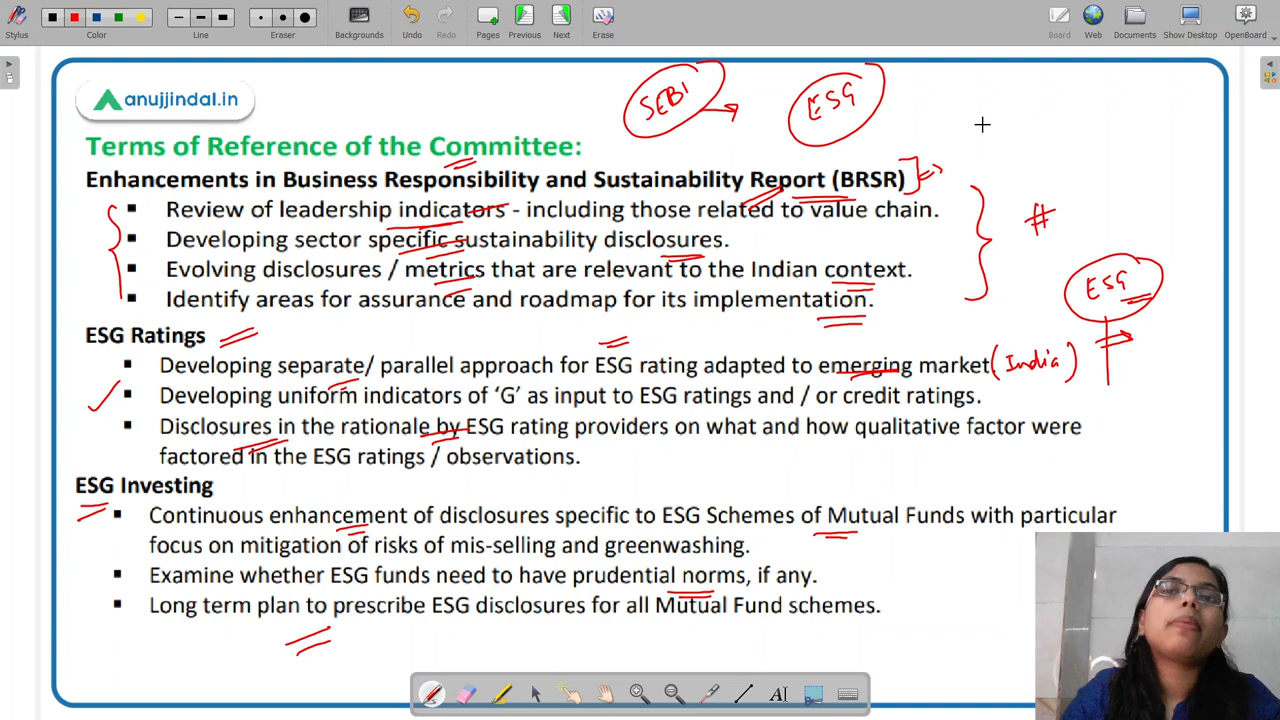 Stylus
Color
Line
Eraser
Backgrounds
Undo
Redo
Pages
Previous
Next
Erase
Board
Web
Documents
Show Desktop
OpenBoard
anujjindal.in
SEBI
ESG
Terms of Reference of the Committee:
Enhancements in Business Responsibility and Sustainability Report (BRSR)
▪ Review of leadership indicators - including those related to value chain.
#
▪ Developing sector specific sustainability disclosures.
▪ Evolving disclosures / metrics that are relevant to the Indian context.
ESG
▪ Identify areas for assurance and roadmap for its implementation.
ESG Ratings
▪ Developing separate/ parallel approach for ESG rating adapted to emerging market (India)
▪ Developing uniform indicators of ‘G’ as input to ESG ratings and / or credit ratings.
▪ Disclosures in the rationale by ESG rating providers on what and how qualitative factor were
factored in the ESG ratings / observations.
ESG Investing
▪ Continuous enhancement of disclosures specific to ESG Schemes of Mutual Funds with particular
focus on mitigation of risks of mis-selling and greenwashing.
▪ Examine whether ESG funds need to have prudential norms, if any.
▪ Long term plan to prescribe ESG disclosures for all Mutual Fund schemes.